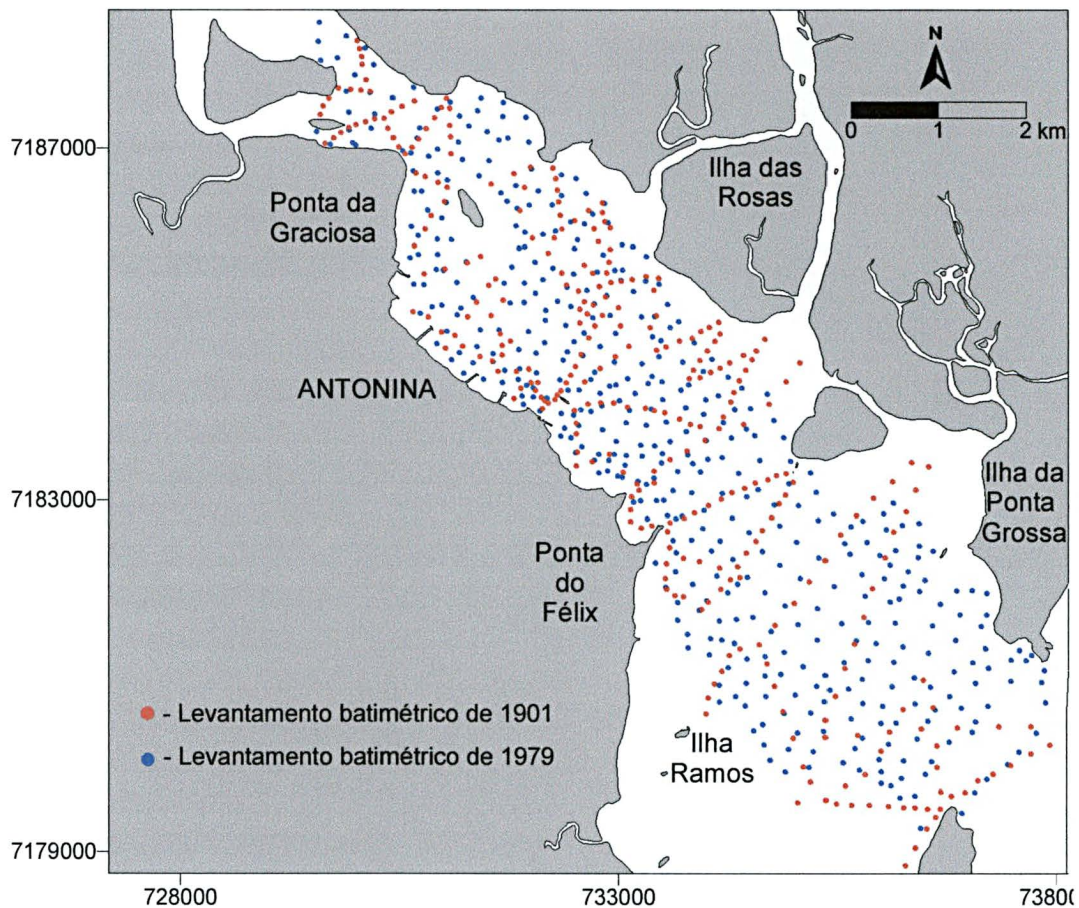 N
0 1 2 km
7187000
Ilha das
Rosas
Ponta da
Graciosa
ANTONINA
7183000
Ilha da
Ponta
Grossa
Ponta
do
Félix
- Levantamento batimétrico de 1901
- Levantamento batimétrico de 1979
Ilha
Ramos
7179000
728000 733000